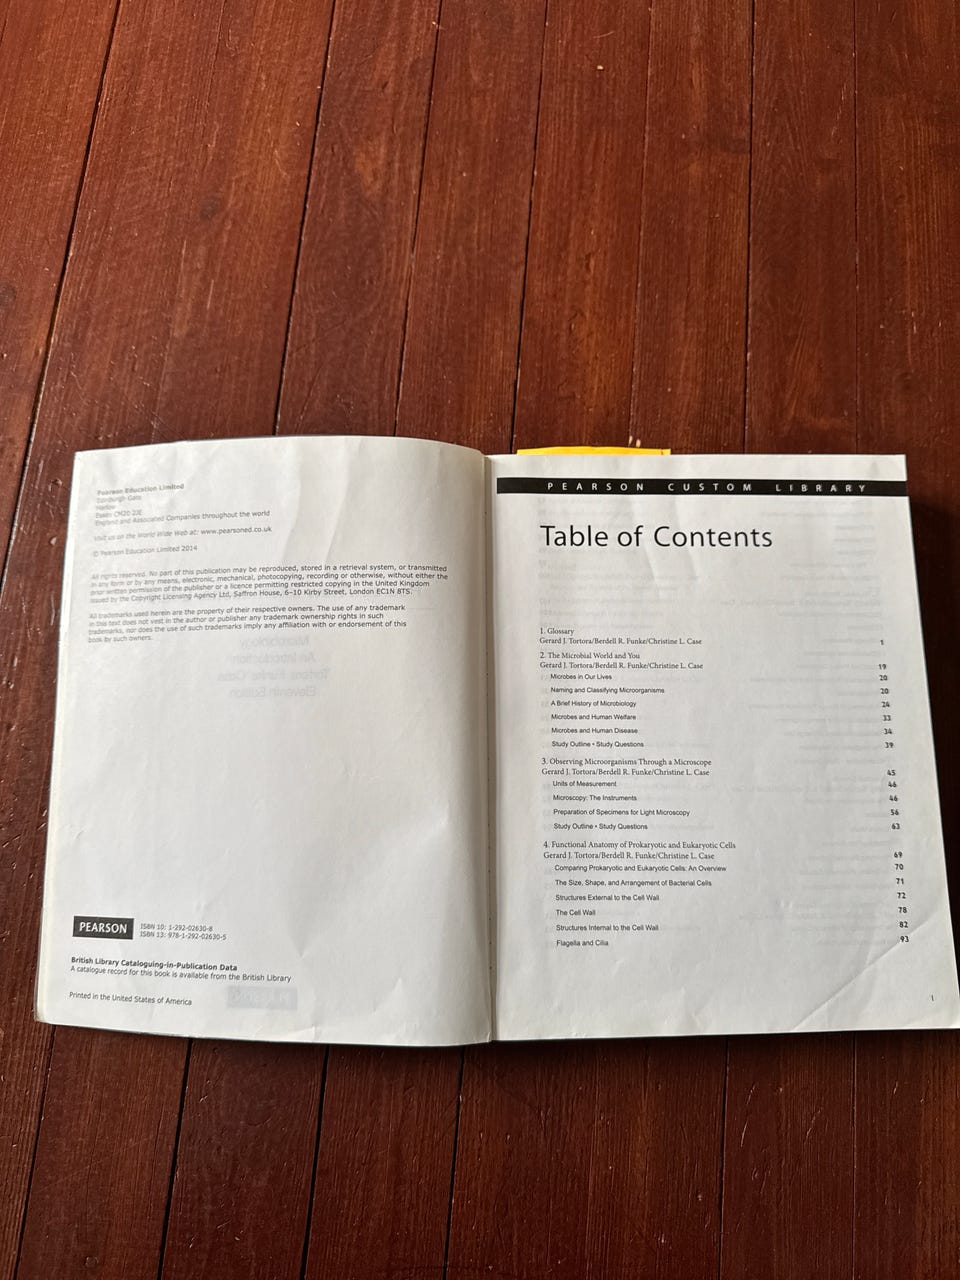 Pearson Education Limited
Edinburgh Gate
Harlow
Essex CM20 2JE
England and Associated Companies throughout the world
Visit us on the World Wide Web at: www.pearsoned.co.uk
© Pearson Education Limited 2014
All rights reserved. No part of this publication may be reproduced, stored in a retrieval system, or transmitted
in any form or by any means, electronic, mechanical, photocopying, recording or otherwise, without either the
prior written permission of the publisher or a licence permitting restricted copying in the United Kingdom
issued by the Copyright Licensing Agency Ltd, Saffron House, 6–10 Kirby Street, London EC1N 8TS.
All trademarks used herein are the property of their respective owners. The use of any trademark
in this text does not vest in the author or publisher any trademark ownership rights in such
trademarks, nor does the use of such trademarks imply any affiliation with or endorsement of this
book by such owners.
PEARSON
ISBN 10: 1-292-02630-8
ISBN 13: 978-1-292-02630-5
British Library Cataloguing-in-Publication Data
A catalogue record for this book is available from the British Library
Printed in the United States of America
PEARSON CUSTOM LIBRARY
Table of Contents
1. Glossary
Gerard J. Tortora/Berdell R. Funke/Christine L. Case 1
2. The Microbial World and You
Gerard J. Tortora/Berdell R. Funke/Christine L. Case 19
Microbes in Our Lives 20
Naming and Classifying Microorganisms 20
A Brief History of Microbiology 24
Microbes and Human Welfare 33
Microbes and Human Disease 34
Study Outline • Study Questions 39
3. Observing Microorganisms Through a Microscope
Gerard J. Tortora/Berdell R. Funke/Christine L. Case 45
Units of Measurement 46
Microscopy: The Instruments 46
Preparation of Specimens for Light Microscopy 56
Study Outline • Study Questions 63
4. Functional Anatomy of Prokaryotic and Eukaryotic Cells
Gerard J. Tortora/Berdell R. Funke/Christine L. Case 69
Comparing Prokaryotic and Eukaryotic Cells: An Overview 70
The Size, Shape, and Arrangement of Bacterial Cells 71
Structures External to the Cell Wall 72
The Cell Wall 78
Structures Internal to the Cell Wall 82
Flagella and Cilia 93
I